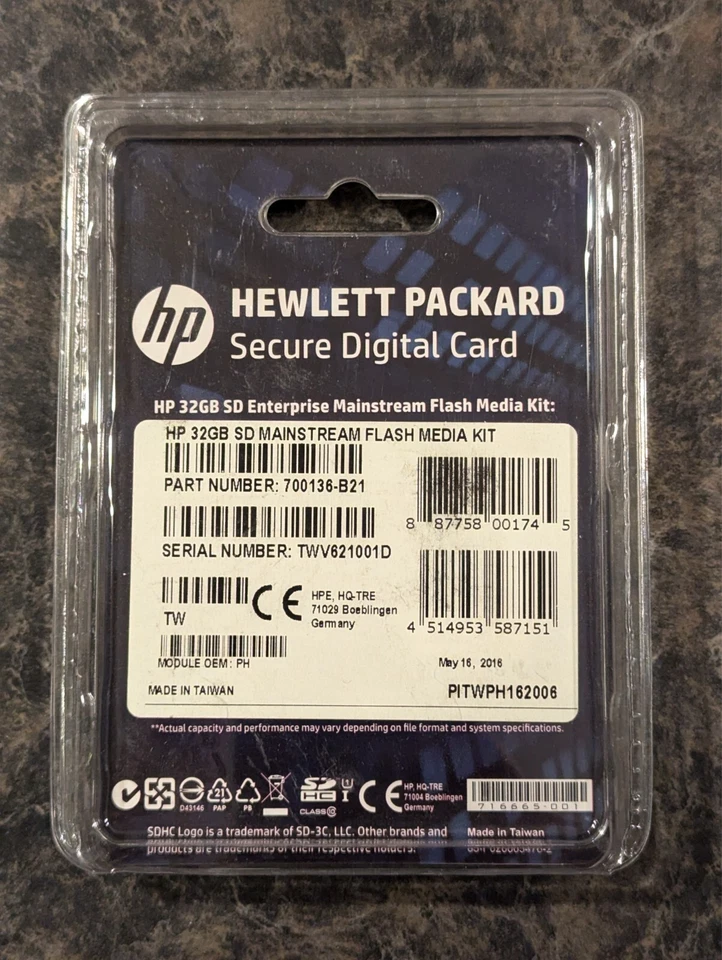 hp HEWLETT PACKARD
Secure Digital Card
HP 32GB SD Enterprise Mainstream Flash Media Kit:
HP 32GB SD MAINSTREAM FLASH MEDIA KIT
PART NUMBER: 700136-B21
8 87758 00174 5
SERIAL NUMBER: TWV621001D
TW
CE
HPE, HQ-TRE
71029 Boeblingen
Germany
4 514953 587151
MODULE OEM: PH
May 16, 2016
MADE IN TAIWAN
PITWPH162006
**Actual capacity and performance may vary depending on file format and system specifications.
D43146
21
PAP
PB
SD
HC I
1
CLASS 10
CE
HP, HQ-TRE
71004 Boeblingen
Germany
716665-001
SDHC Logo is a trademark of SD-3C, LLC. Other brands and
products are trademarks of their respective holders.
Made in Taiwan